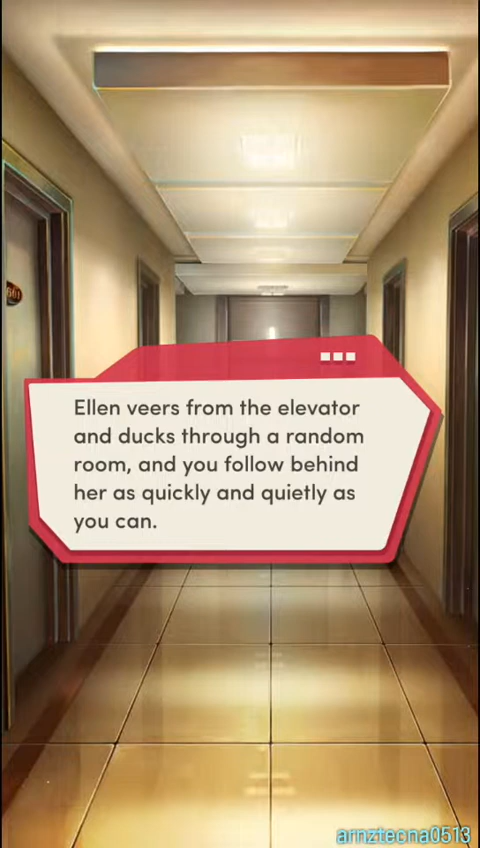 Ellen veers from the elevator
and ducks through a random
room, and you follow behind
her as quickly and quietly as
you can.
arnztecna0513